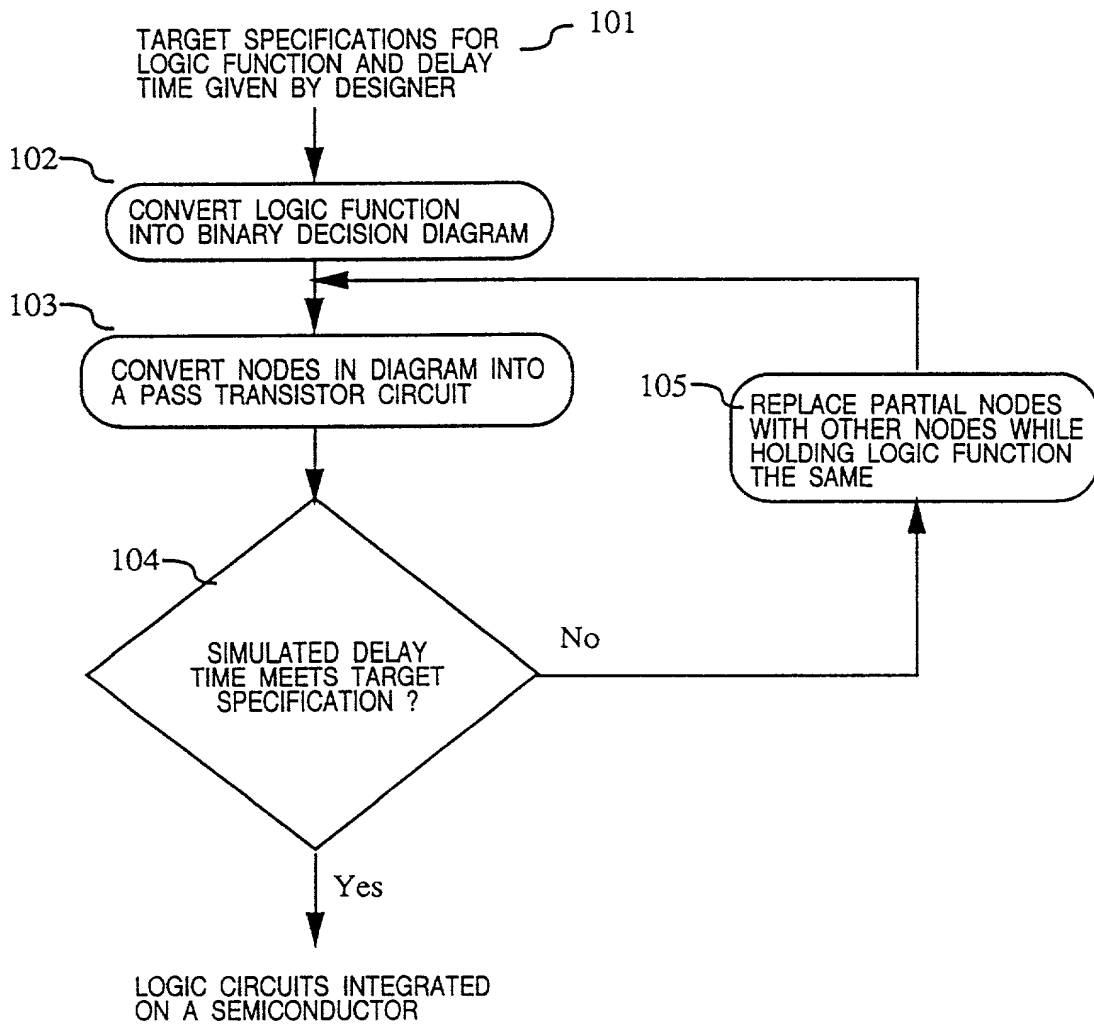 TARGET SPECIFICATIONS FOR
LOGIC FUNCTION AND DELAY
TIME GIVEN BY DESIGNER
101
102
CONVERT LOGIC FUNCTION
INTO BINARY DECISION DIAGRAM
103
CONVERT NODES IN DIAGRAM INTO
A PASS TRANSISTOR CIRCUIT
105
REPLACE PARTIAL NODES
WITH OTHER NODES WHILE
HOLDING LOGIC FUNCTION
THE SAME
104
SIMULATED DELAY
TIME MEETS TARGET
SPECIFICATION ?
No
Yes
LOGIC CIRCUITS INTEGRATED
ON A SEMICONDUCTOR